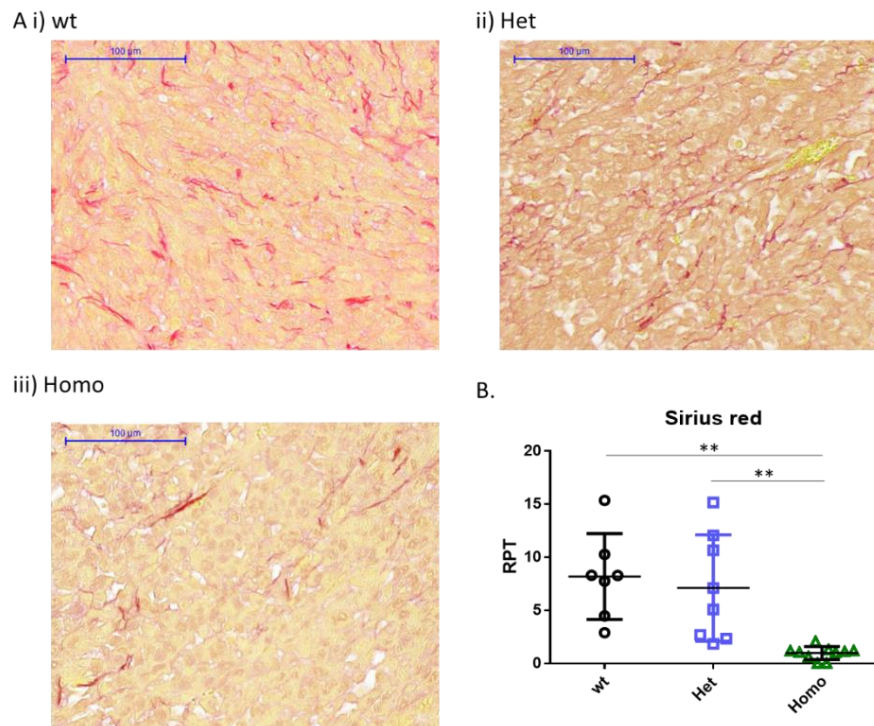 A i) wt
ii) Het
100 μm
100 μm
iii) Homo
B.
100 μm
Sirius red
**
**
20
15
10
5
0
RPT
wt
Het
Homo